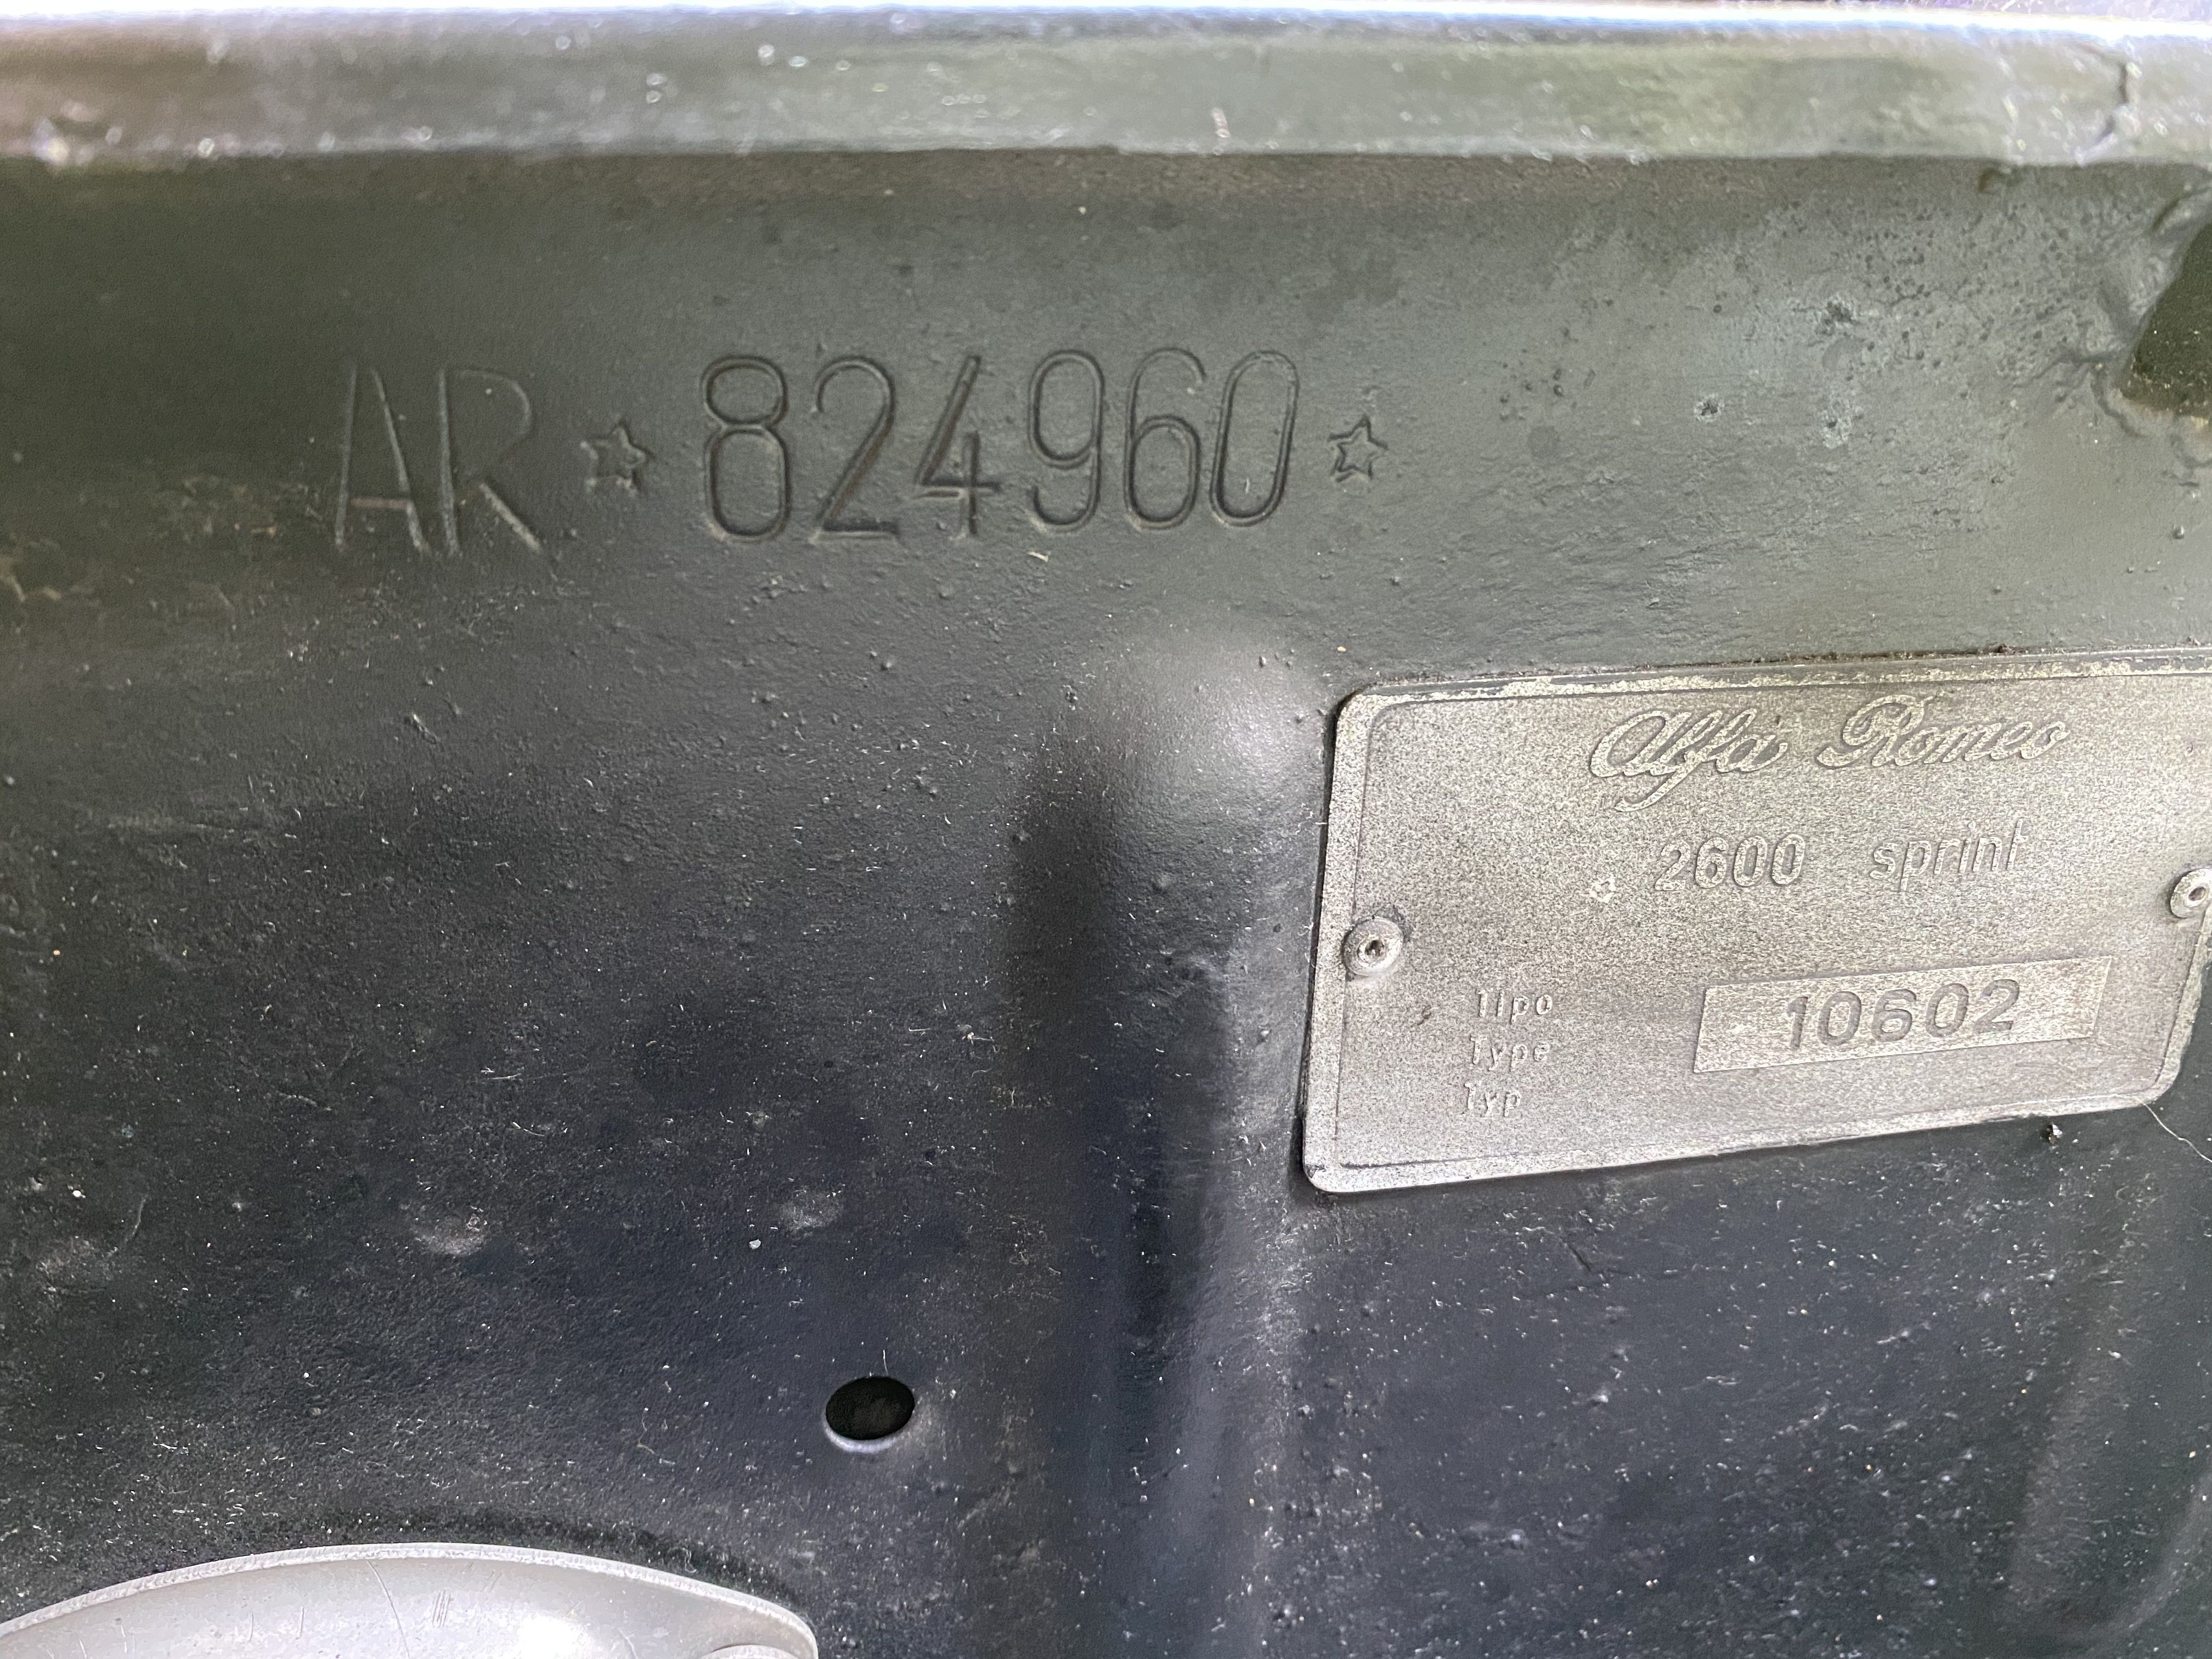 AR ☆ 824960 ☆
Alfa Romeo
2600 sprint
Tipo
Type
Typ
10602